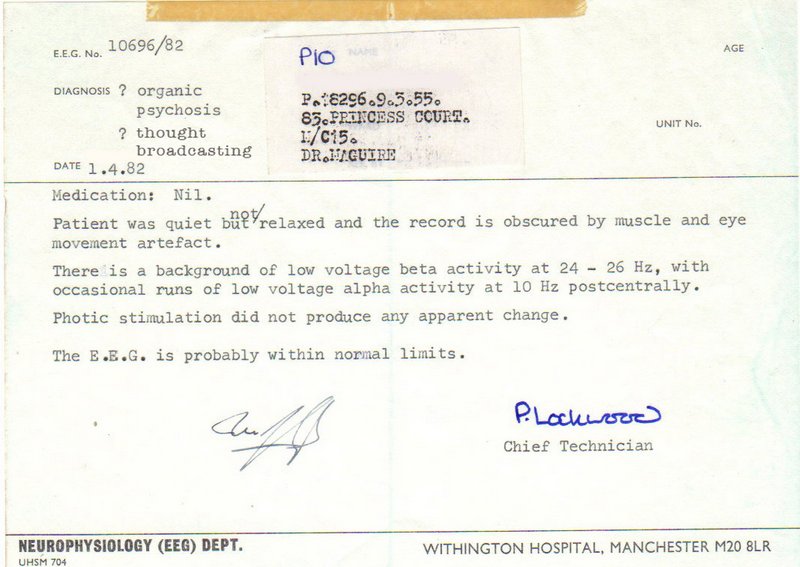 E.E.G. No. 10696/82
PIO
NAME
AGE
DIAGNOSIS ? organic
psychosis
? thought
broadcasting
P.18296.9.3.55.
83.PRINCESS COURT.
M/C15.
DR.MAGUIRE
UNIT No.
DATE 1.4.82
Medication: Nil.
Patient was quiet but not/ relaxed and the record is obscured by muscle and eye
movement artefact.
There is a background of low voltage beta activity at 24 - 26 Hz, with
occasional runs of low voltage alpha activity at 10 Hz postcentrally.
Photic stimulation did not produce any apparent change.
The E.E.G. is probably within normal limits.
P. Lockwood
Chief Technician
NEUROPHYSIOLOGY (EEG) DEPT.
WITHINGTON HOSPITAL, MANCHESTER M20 8LR
UHSM 704